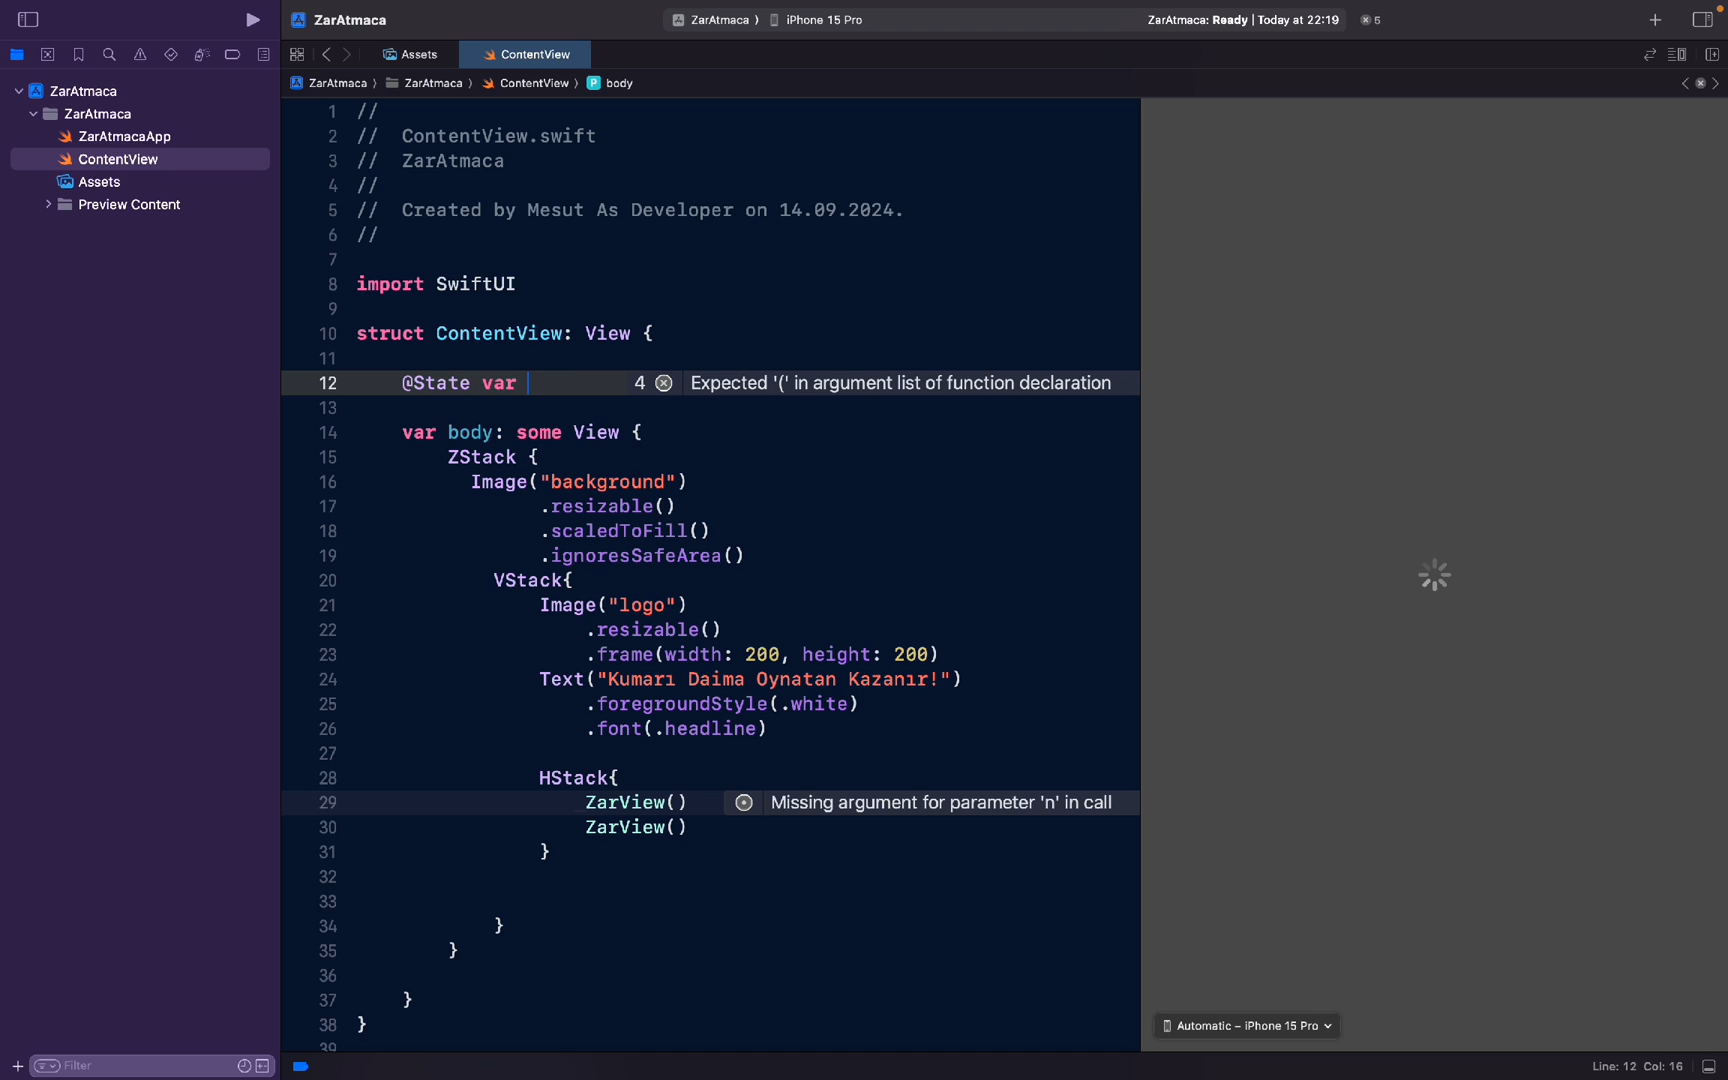 ZarAtmaca
ZarAtmaca ⟩ iPhone 15 Pro
ZarAtmaca: Ready | Today at 22:19
5
Assets
ContentView
ZarAtmaca ⟩ ZarAtmaca ⟩ ContentView ⟩ P body
ZarAtmaca
ZarAtmaca
ZarAtmacaApp
ContentView
Assets
Preview Content
1 //
2 //  ContentView.swift
3 //  ZarAtmaca
4 //
5 //  Created by Mesut As Developer on 14.09.2024.
6 //
7
8 import SwiftUI
9
10 struct ContentView: View {
11
12 @State var 4 Expected '(' in argument list of function declaration
13
14 var body: some View {
15 ZStack {
16 Image("background")
17 .resizable()
18 .scaledToFill()
19 .ignoresSafeArea()
20 VStack{
21 Image("logo")
22 .resizable()
23 .frame(width: 200, height: 200)
24 Text("Kumarı Daima Oynatan Kazanır!")
25 .foregroundStyle(.white)
26 .font(.headline)
27
28 HStack{
29 ZarView() Missing argument for parameter 'n' in call
30 ZarView()
31 }
32
33
34 }
35 }
36
37 }
38 }
39
Automatic – iPhone 15 Pro
Filter
Line: 12 Col: 16